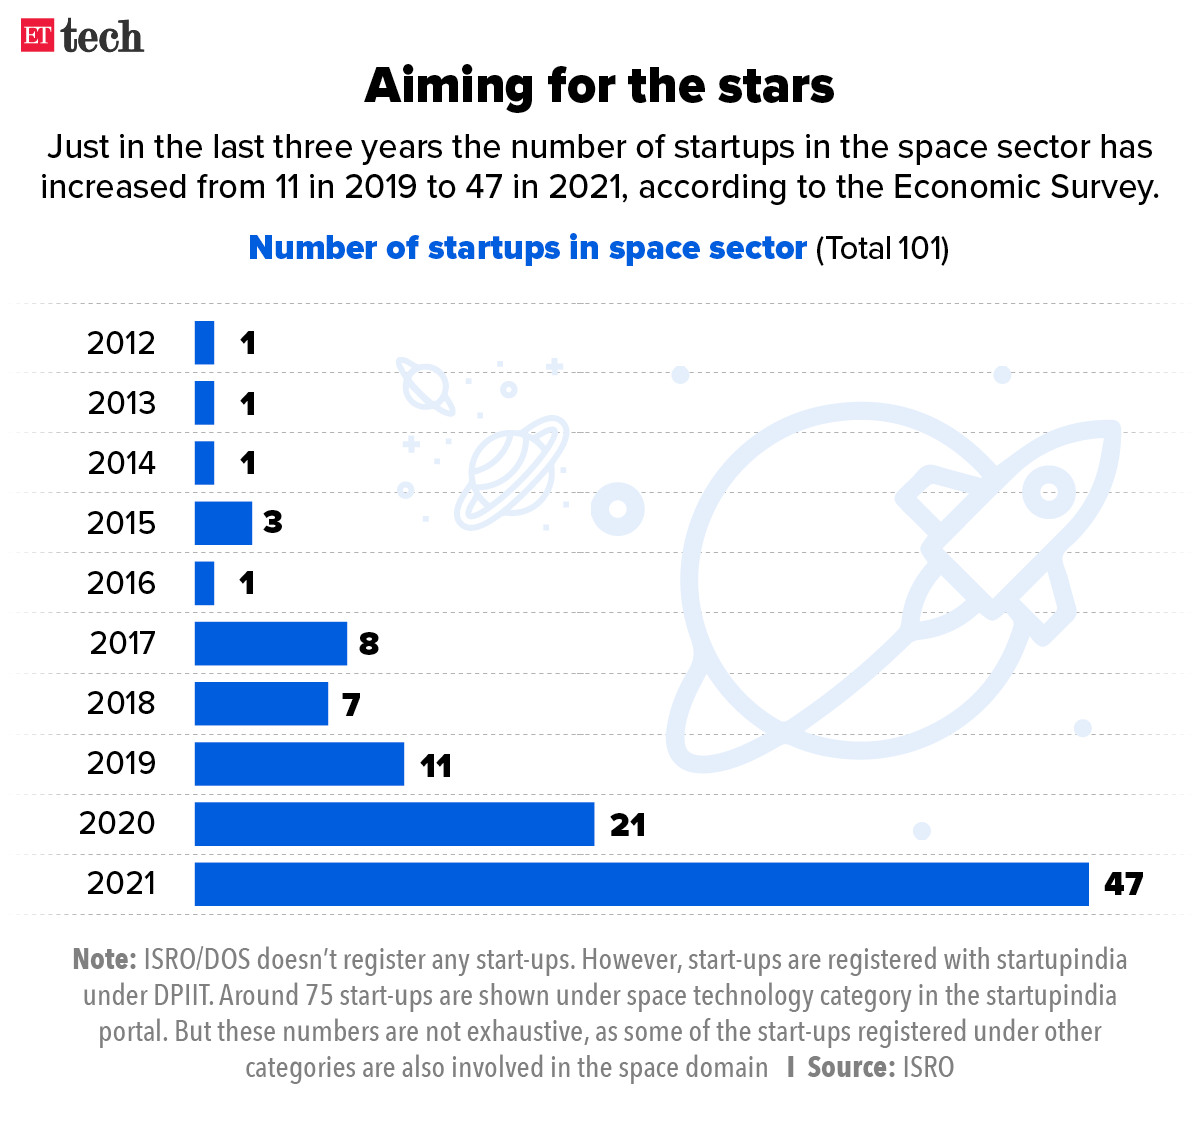 ET tech
Aiming for the stars
Just in the last three years the number of startups in the space sector has
increased from 11 in 2019 to 47 in 2021, according to the Economic Survey.
Number of startups in space sector (Total 101)
2012 1
2013 1
2014 1
2015 3
2016 1
2017 8
2018 7
2019 11
2020 21
2021 47
Note: ISRO/DOS doesn’t register any start-ups. However, start-ups are registered with startupindia
under DPIIT. Around 75 start-ups are shown under space technology category in the startupindia
portal. But these numbers are not exhaustive, as some of the start-ups registered under other
categories are also involved in the space domain I Source: ISRO